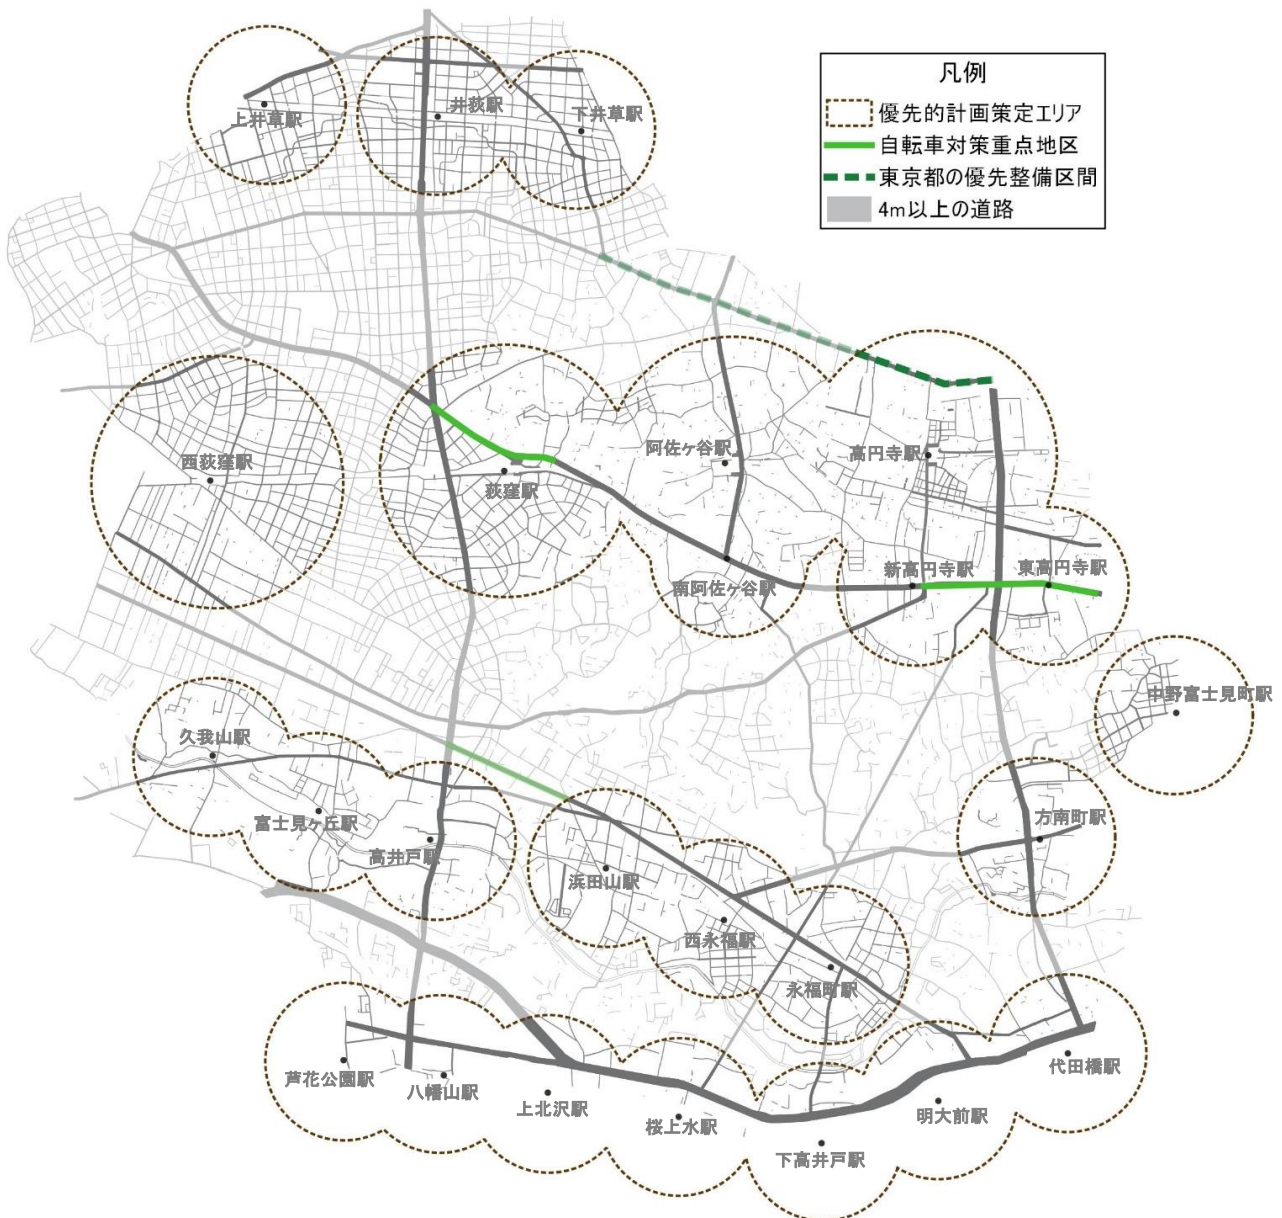 凡例
優先的計画策定エリア
自転車対策重点地区
東京都の優先整備区間
4m以上の道路
上井草駅
井荻駅
下井草駅
西荻窪駅
荻窪駅
阿佐ヶ谷駅
高円寺駅
南阿佐ヶ谷駅
新高円寺駅
東高円寺駅
中野富士見町駅
久我山駅
富士見ヶ丘駅
高井戸駅
浜田山駅
西永福駅
永福町駅
方南町駅
芦花公園駅
八幡山駅
上北沢駅
桜上水駅
下高井戸駅
明大前駅
代田橋駅